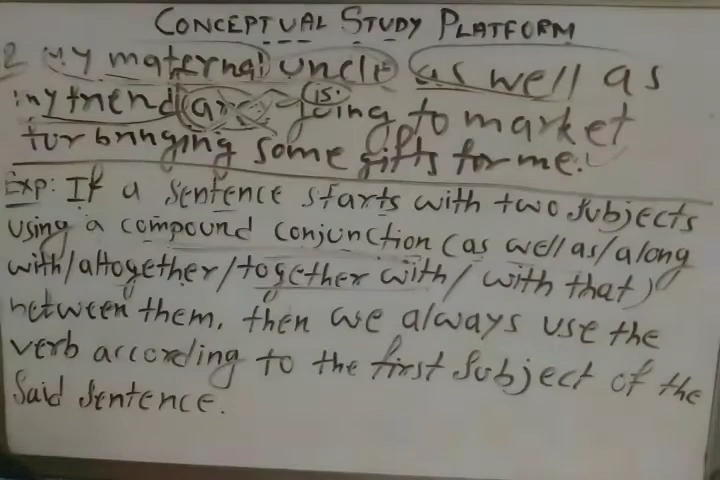 CONCEPTUAL STUDY PLATFORM
2 My maternal uncle as well as
my friend (are) is going to market
for bringing some gifts for me.
Exp: If a sentence starts with two subjects
using a compound conjunction (as well as/along
with/altogether/together with/with that)
between them, then we always use the
verb according to the first subject of the
said sentence.